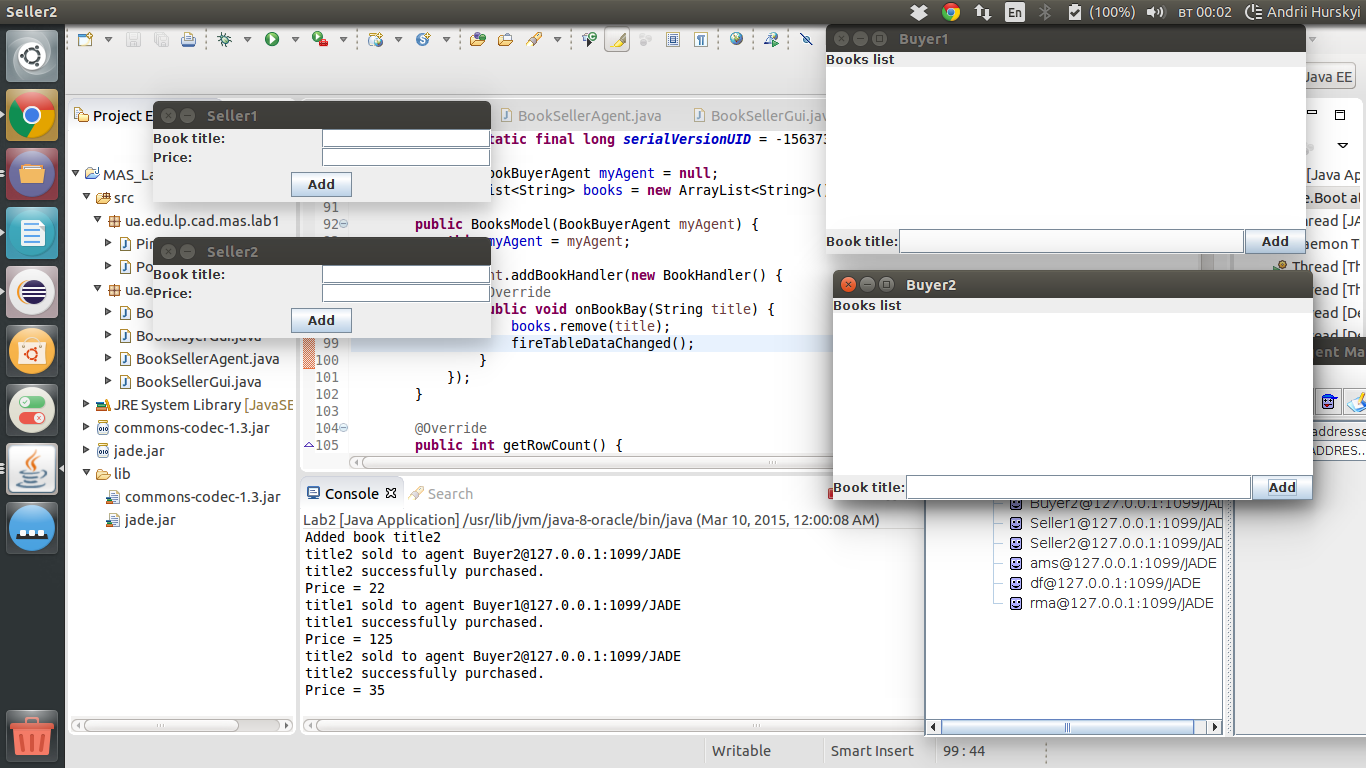 Seller2
En
(100%)
вт 00:02
Andrii Hurskyi
Buyer1
Books list
Book title:
Add
Java EE
Project E
Seller1
Book title:
Price:
Add
Seller2
Book title:
Price:
Add
MAS_La
src
ua.edu.lp.cad.mas.lab1
Pin
Po
ua.e
Bo
BookBuyerGui.java
BookSellerAgent.java
BookSellerGui.java
JRE System Library [JavaSE
commons-codec-1.3.jar
jade.jar
lib
commons-codec-1.3.jar
jade.jar
BookSellerAgent.java
BookSellerGui.java
tatic final long serialVersionUID = -156373
ookBuyerAgent myAgent = null;
ist<String> books = new ArrayList<String>()
91
92 public BooksModel(BookBuyerAgent myAgent) {
myAgent = myAgent;
nt.addBookHandler(new BookHandler() {
Override
ublic void onBookBay(String title) {
books.remove(title);
99 fireTableDataChanged();
100 }
101 });
102 }
103
104 @Override
105 public int getRowCount() {
Buyer2
Books list
Book title:
Add
[Java Ap
e.Boot a
hread [JA
aemon T
Thread [
hread [De
hread [De
hread [De
ent Ma
addresse
ADDRES...
Console
Search
Lab2 [Java Application] /usr/lib/jvm/java-8-oracle/bin/java (Mar 10, 2015, 12:00:08 AM)
Added book title2
title2 sold to agent Buyer2@127.0.0.1:1099/JADE
title2 successfully purchased.
Price = 22
title1 sold to agent Buyer1@127.0.0.1:1099/JADE
title1 successfully purchased.
Price = 125
title2 sold to agent Buyer2@127.0.0.1:1099/JADE
title2 successfully purchased.
Price = 35
Buyer2@127.0.0.1:1099/JADE
Seller1@127.0.0.1:1099/JAD
Seller2@127.0.0.1:1099/JAD
ams@127.0.0.1:1099/JADE
df@127.0.0.1:1099/JADE
rma@127.0.0.1:1099/JADE
Writable
Smart Insert
99 : 44